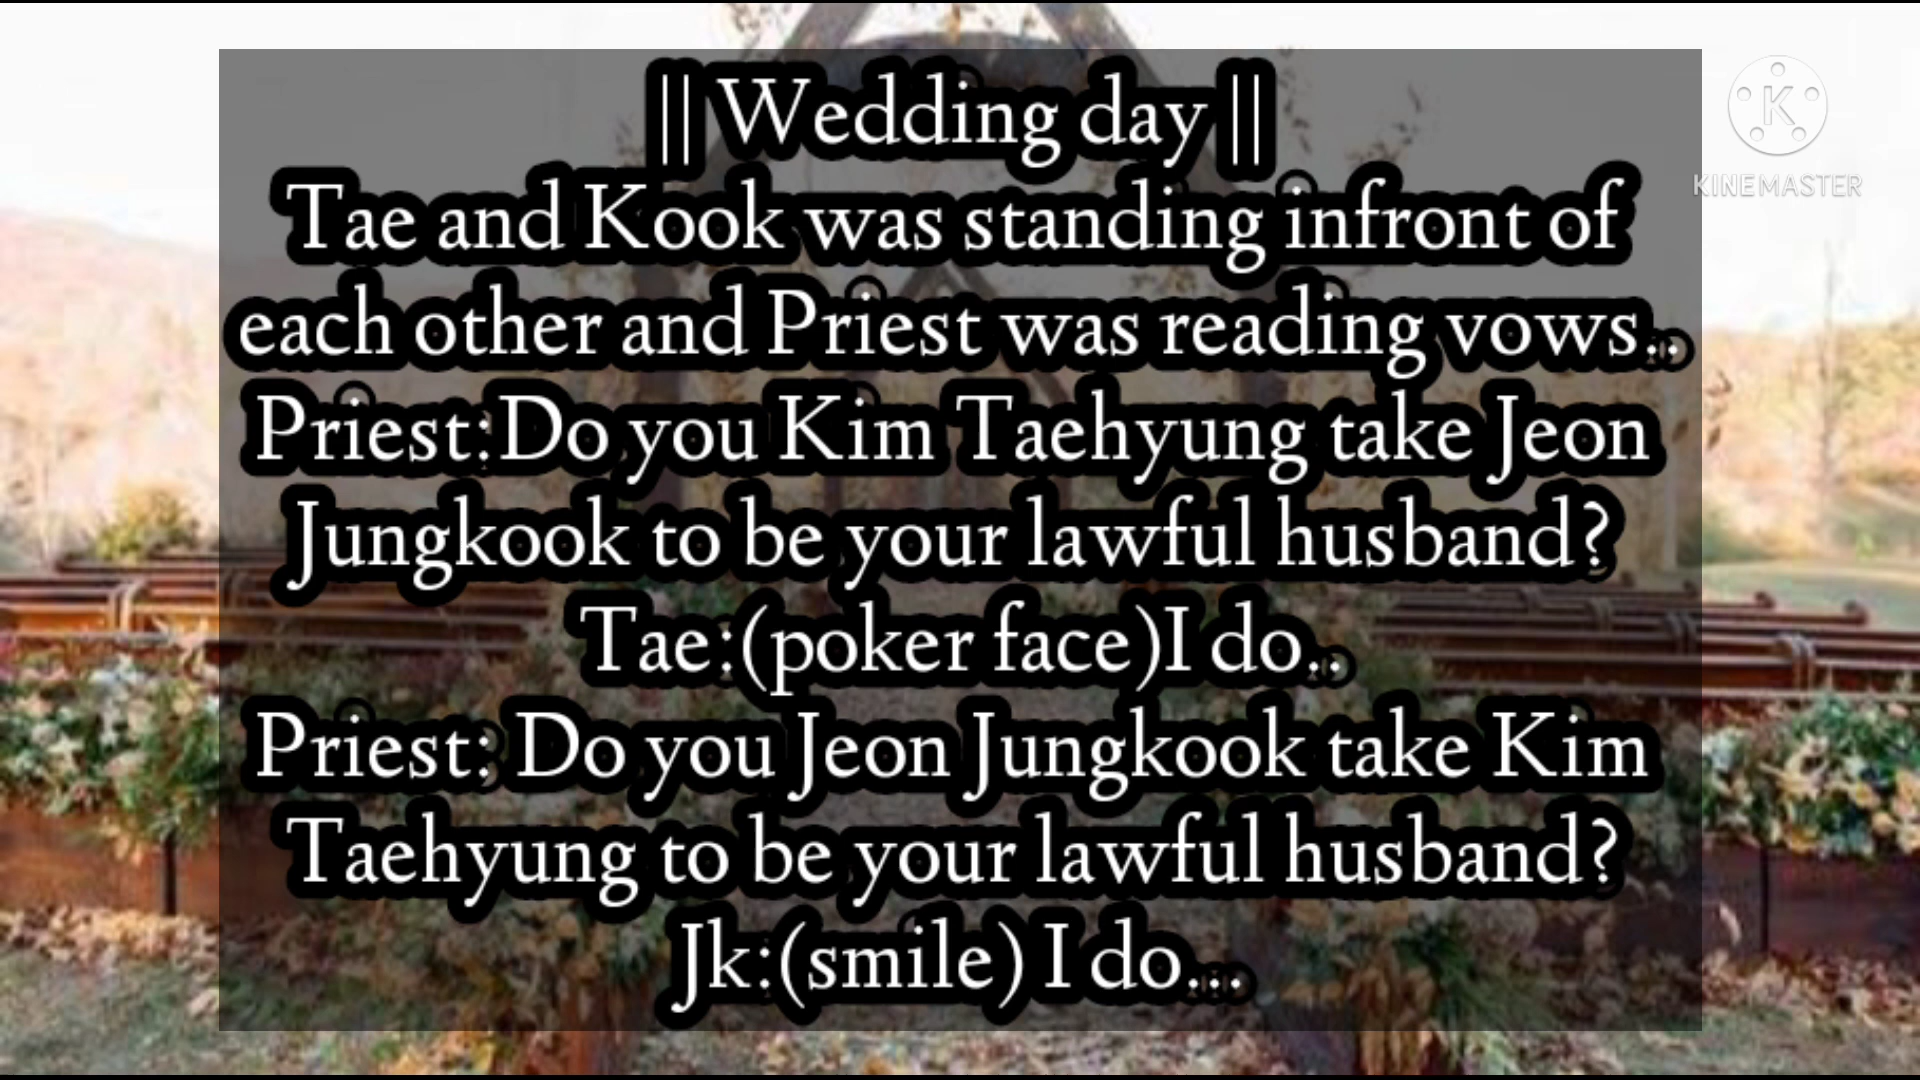 || Wedding day ||
Tae and Kook was standing infront of
each other and Priest was reading vows..
Priest:Do you Kim Taehyung take Jeon
Jungkook to be your lawful husband?
Tae:(poker face)I do..
Priest: Do you Jeon Jungkook take Kim
Taehyung to be your lawful husband?
Jk:(smile) I do...
K
KINEMASTER